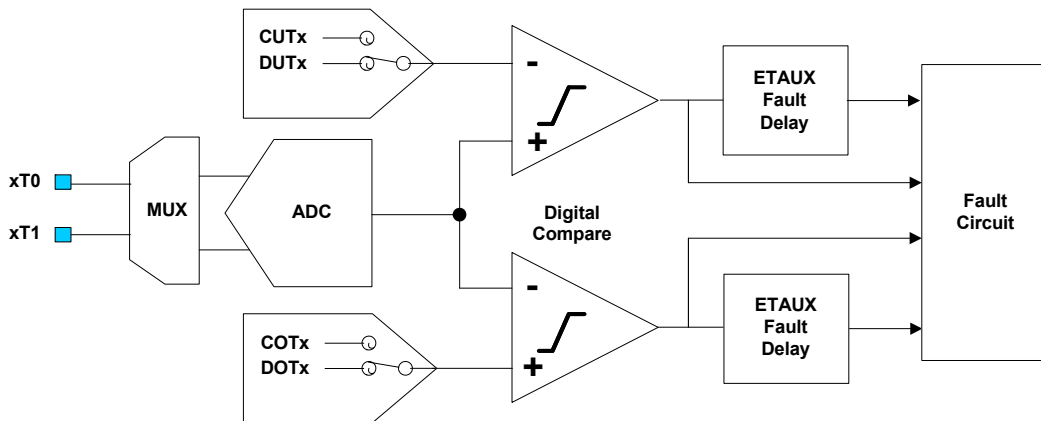 CUTx
DUTx
-
+
ETAUX
Fault
Delay
xT0
xT1
MUX
ADC
Digital
Compare
Fault
Circuit
-
+
ETAUX
Fault
Delay
COTx
DOTx